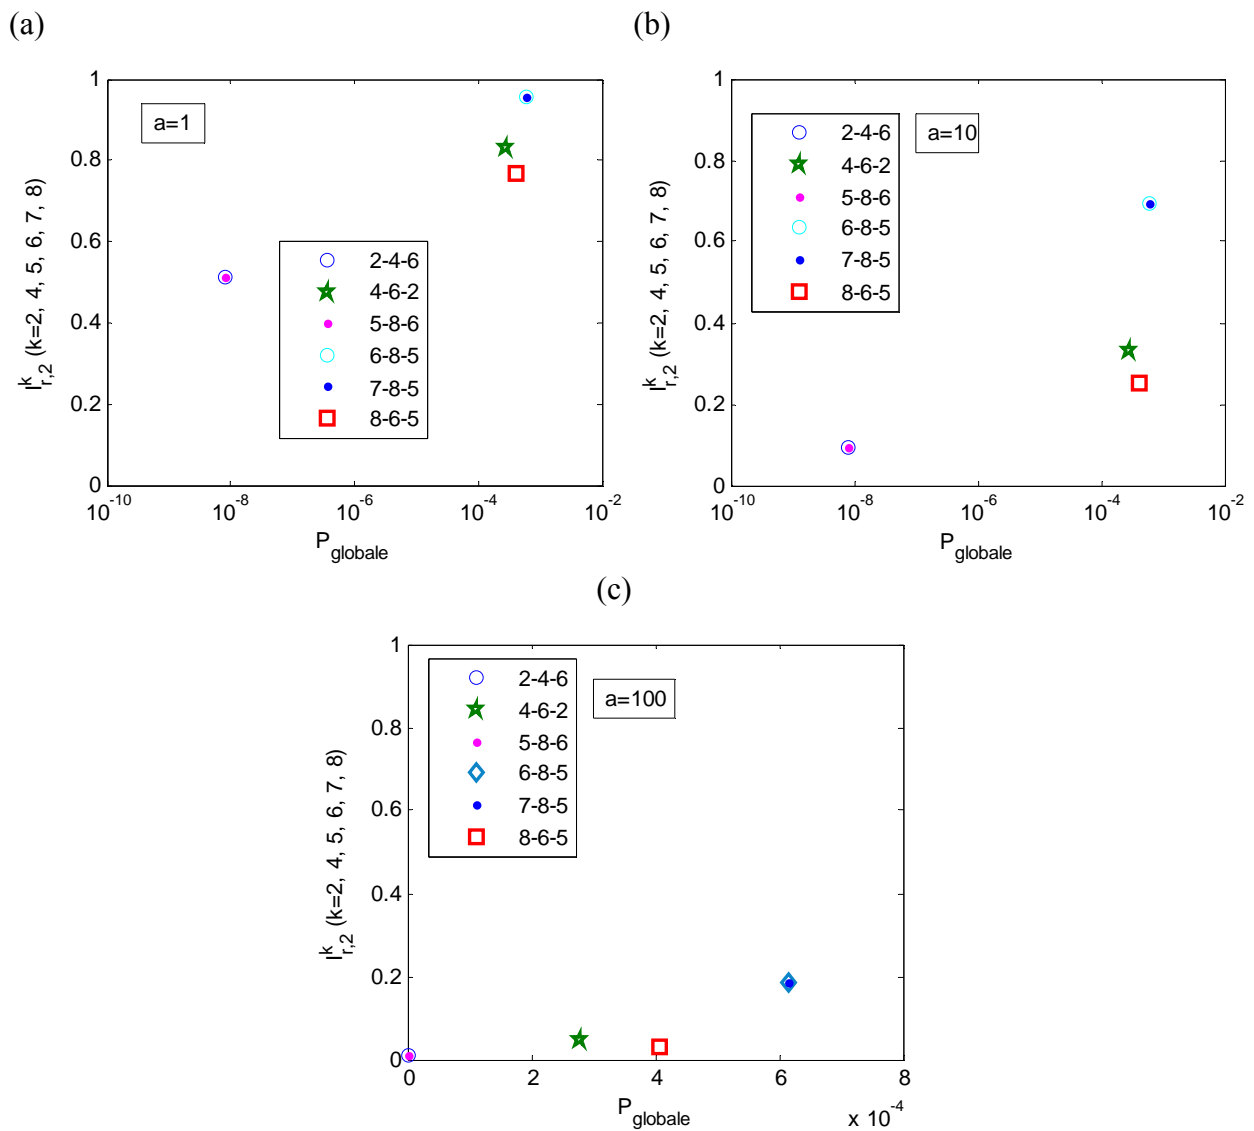 (a)
a=1
1
0.8
0.6
0.4
0.2
0
I^k_{r,2} (k=2, 4, 5, 6, 7, 8)
2-4-6
4-6-2
5-8-6
6-8-5
7-8-5
8-6-5
10^-10 10^-8 10^-6 10^-4 10^-2
P_globale
(b)
a=10
1
0.8
0.6
0.4
0.2
0
I^k_{r,2} (k=2, 4, 5, 6, 7, 8)
2-4-6
4-6-2
5-8-6
6-8-5
7-8-5
8-6-5
10^-10 10^-8 10^-6 10^-4 10^-2
P_globale
(c)
a=100
1
0.8
0.6
0.4
0.2
0
I^k_{r,2} (k=2, 4, 5, 6, 7, 8)
2-4-6
4-6-2
5-8-6
6-8-5
7-8-5
8-6-5
0 2 4 6 8
P_globale
x 10^-4